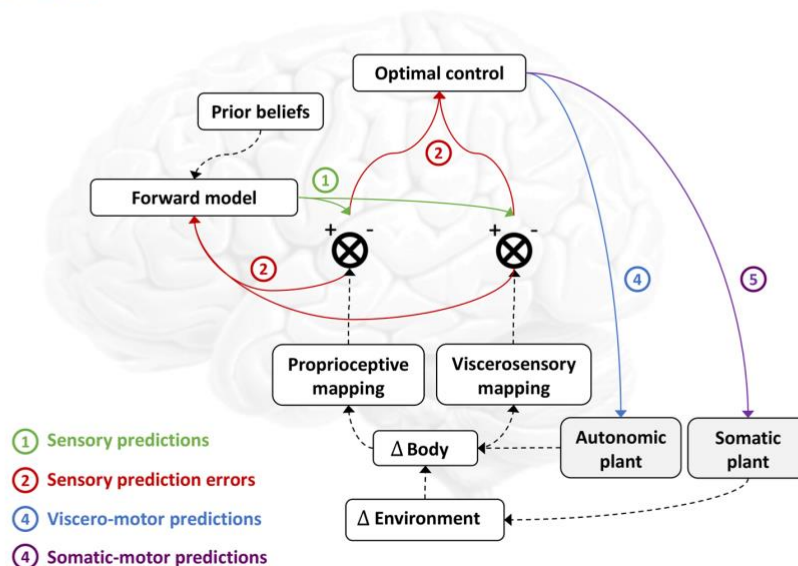 Optimal control
Prior beliefs
2
1
Forward model
+ -
+ -
2
4
5
Proprioceptive
mapping
Viscerosensory
mapping
1 Sensory predictions
Autonomic
plant
Somatic
plant
Δ Body
2 Sensory prediction errors
4 Viscero-motor predictions
Δ Environment
4 Somatic-motor predictions